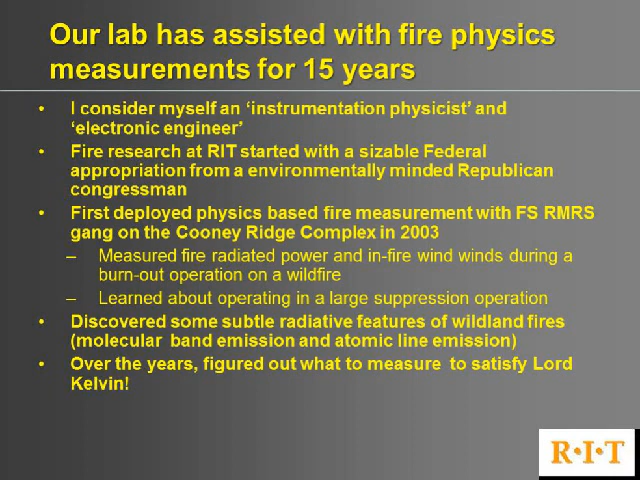 Our lab has assisted with fire physics
measurements for 15 years
• I consider myself an ‘instrumentation physicist’ and
‘electronic engineer’
• Fire research at RIT started with a sizable Federal
appropriation from a environmentally minded Republican
congressman
• First deployed physics based fire measurement with FS RMRS
gang on the Cooney Ridge Complex in 2003
– Measured fire radiated power and in-fire wind winds during a
burn-out operation on a wildfire
– Learned about operating in a large suppression operation
• Discovered some subtle radiative features of wildland fires
(molecular band emission and atomic line emission)
• Over the years, figured out what to measure to satisfy Lord
Kelvin!
R·I·T